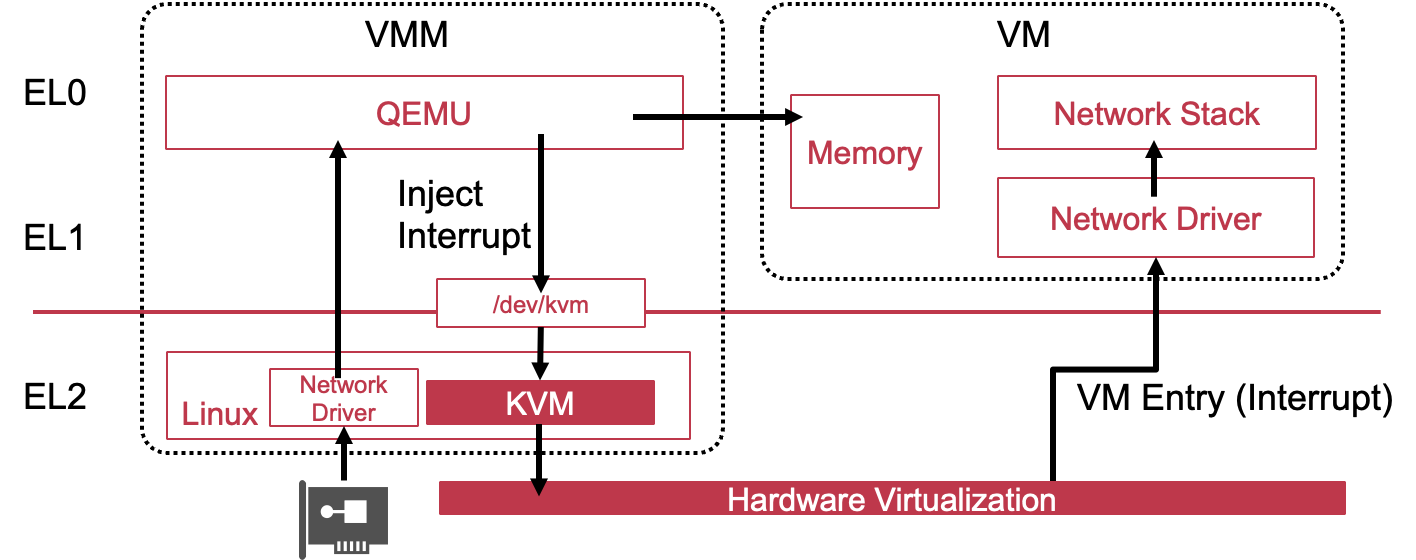 VMM
VM
EL0
QEMU
Memory
Network Stack
Network Driver
Inject
Interrupt
EL1
/dev/kvm
EL2
Linux
Network
Driver
KVM
VM Entry (Interrupt)
Hardware Virtualization